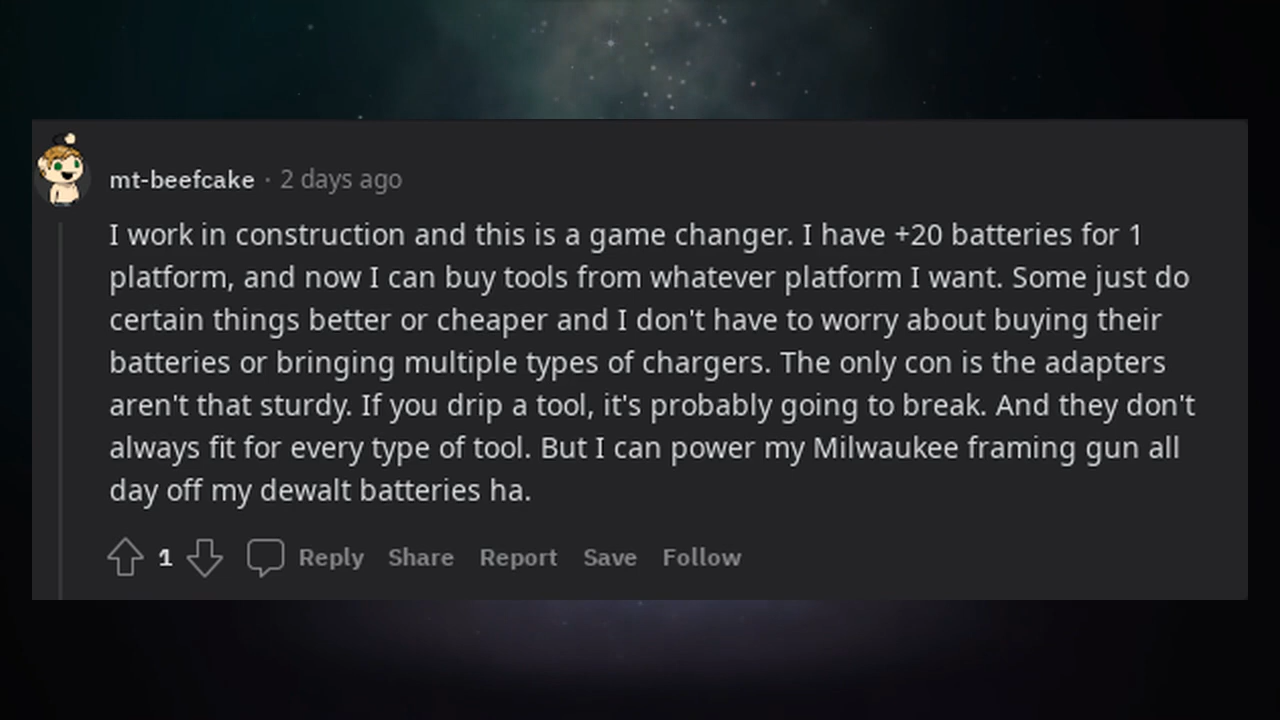 mt-beefcake · 2 days ago
I work in construction and this is a game changer. I have +20 batteries for 1
platform, and now I can buy tools from whatever platform I want. Some just do
certain things better or cheaper and I don't have to worry about buying their
batteries or bringing multiple types of chargers. The only con is the adapters
aren't that sturdy. If you drip a tool, it's probably going to break. And they don't
always fit for every type of tool. But I can power my Milwaukee framing gun all
day off my dewalt batteries ha.
1 Reply Share Report Save Follow